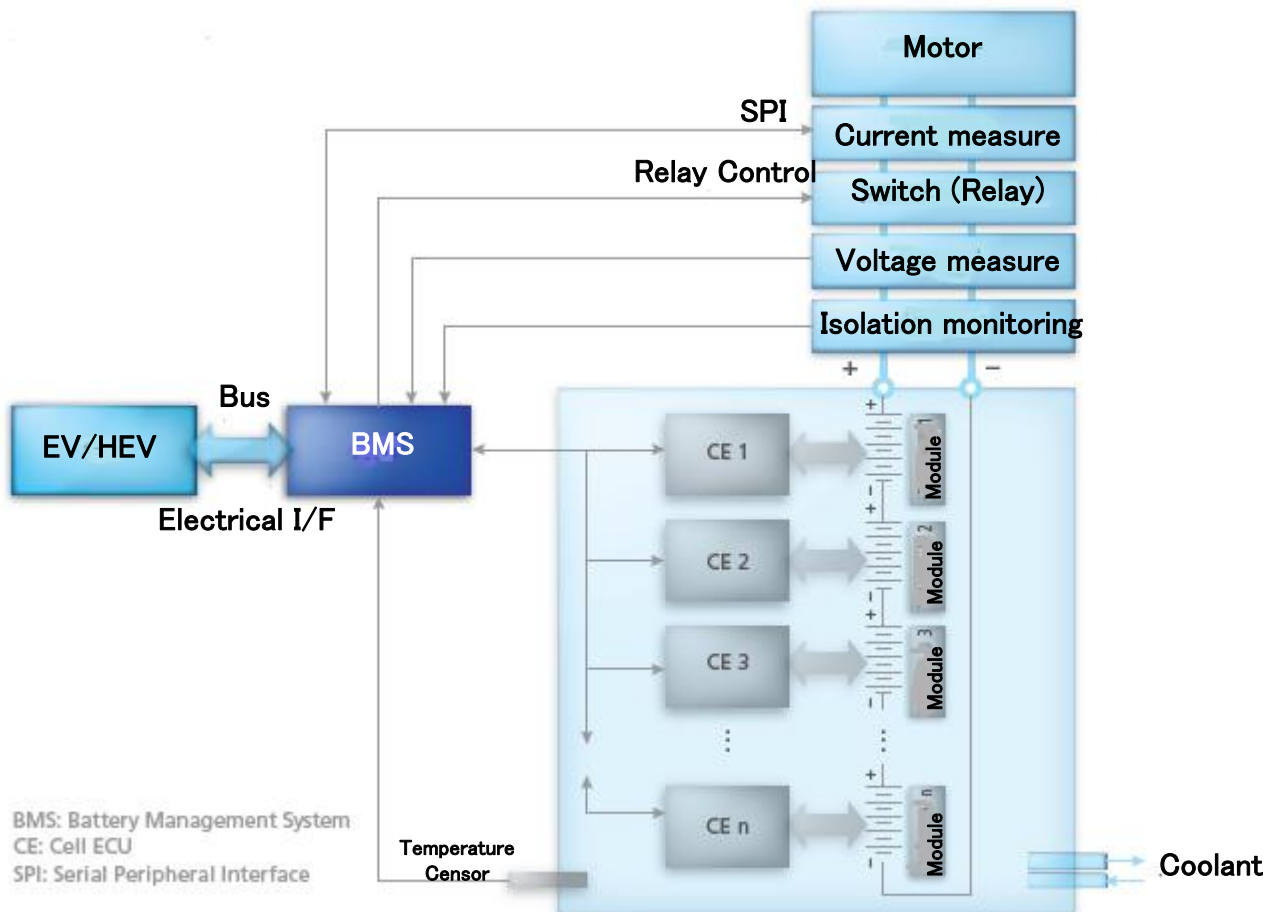 Motor
SPI
Current measure
Relay Control
Switch (Relay)
Voltage measure
Isolation monitoring
+ −
Bus
EV/HEV
BMS
Electrical I/F
CE 1
+
−
Module 1
CE 2
+
−
Module 2
CE 3
+
−
Module 3
⋮ ⋮
CE n
+
−
Module n
BMS: Battery Management System
CE: Cell ECU
SPI: Serial Peripheral Interface
Temperature
Censor
Coolant